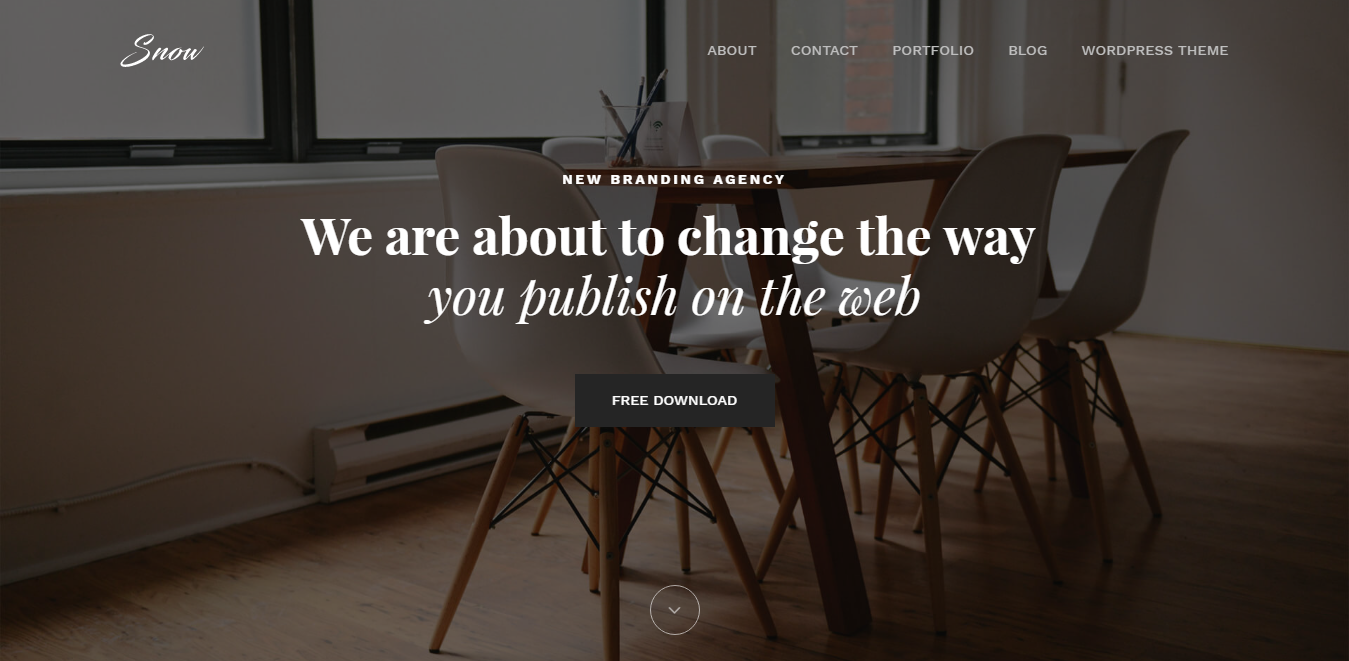 Snow
ABOUT CONTACT PORTFOLIO BLOG WORDPRESS THEME
NEW BRANDING AGENCY
We are about to change the way
you publish on the web
FREE DOWNLOAD